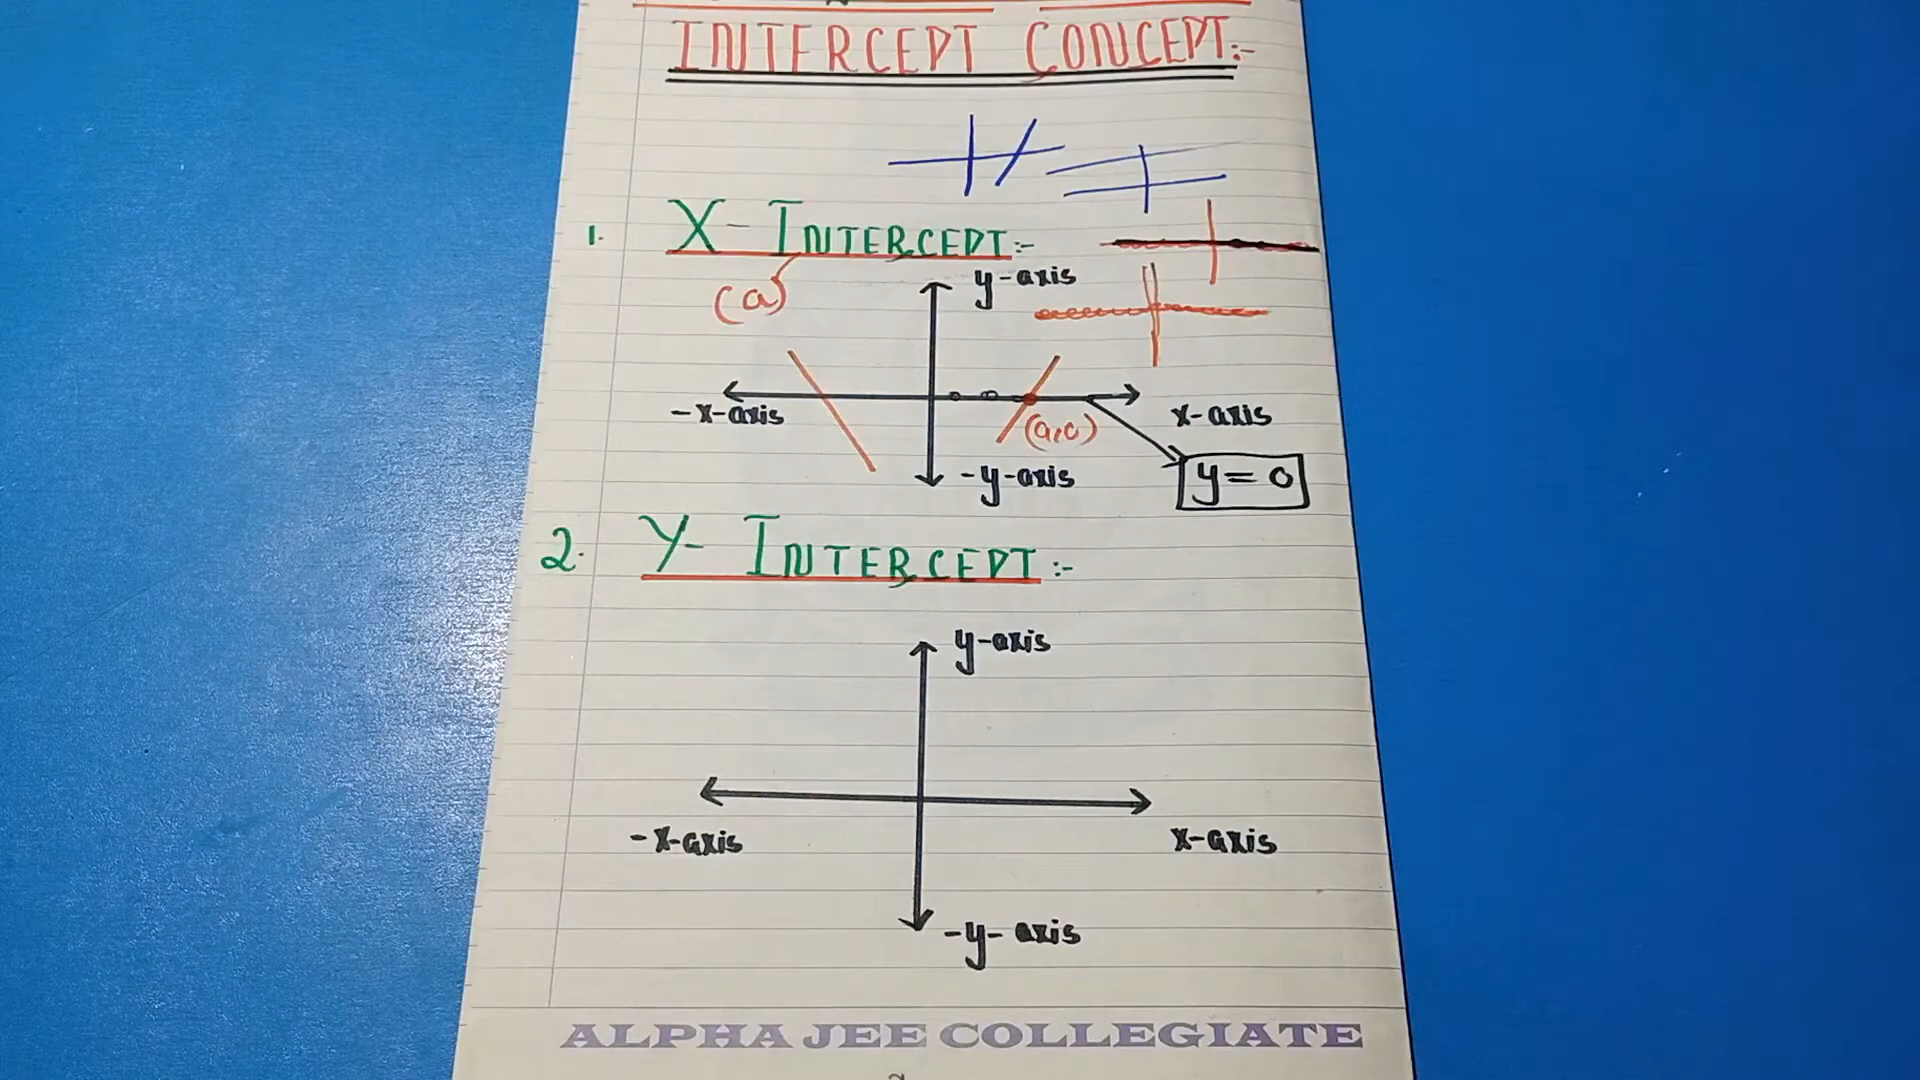 INTERCEPT CONCEPT:-
1. X-INTERCEPT:-
(a)
y-axis
-x-axis
x-axis
(a,0)
-y-axis
y=0
2. Y-INTERCEPT:-
y-axis
-x-axis
x-axis
-y-axis
ALPHA JEE COLLEGIATE